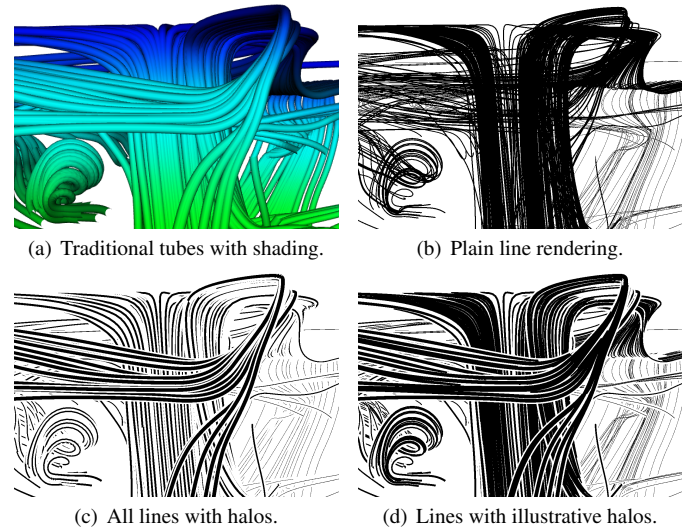 (a) Traditional tubes with shading.
(b) Plain line rendering.
(c) All lines with halos.
(d) Lines with illustrative halos.